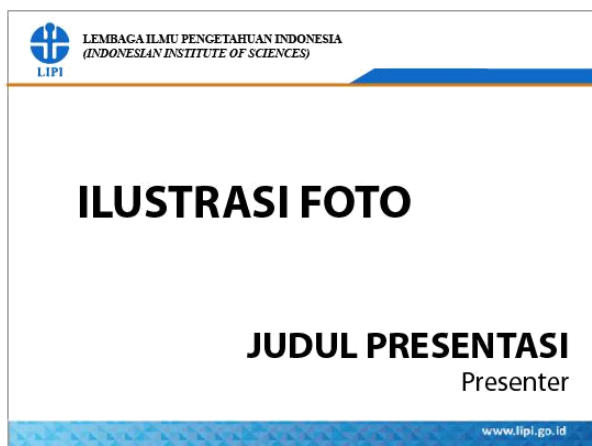 LEMBAGA ILMU PENGETAHUAN INDONESIA
(INDONESIAN INSTITUTE OF SCIENCES)
LIPI
ILUSTRASI FOTO
JUDUL PRESENTASI
Presenter
www.lipi.go.id